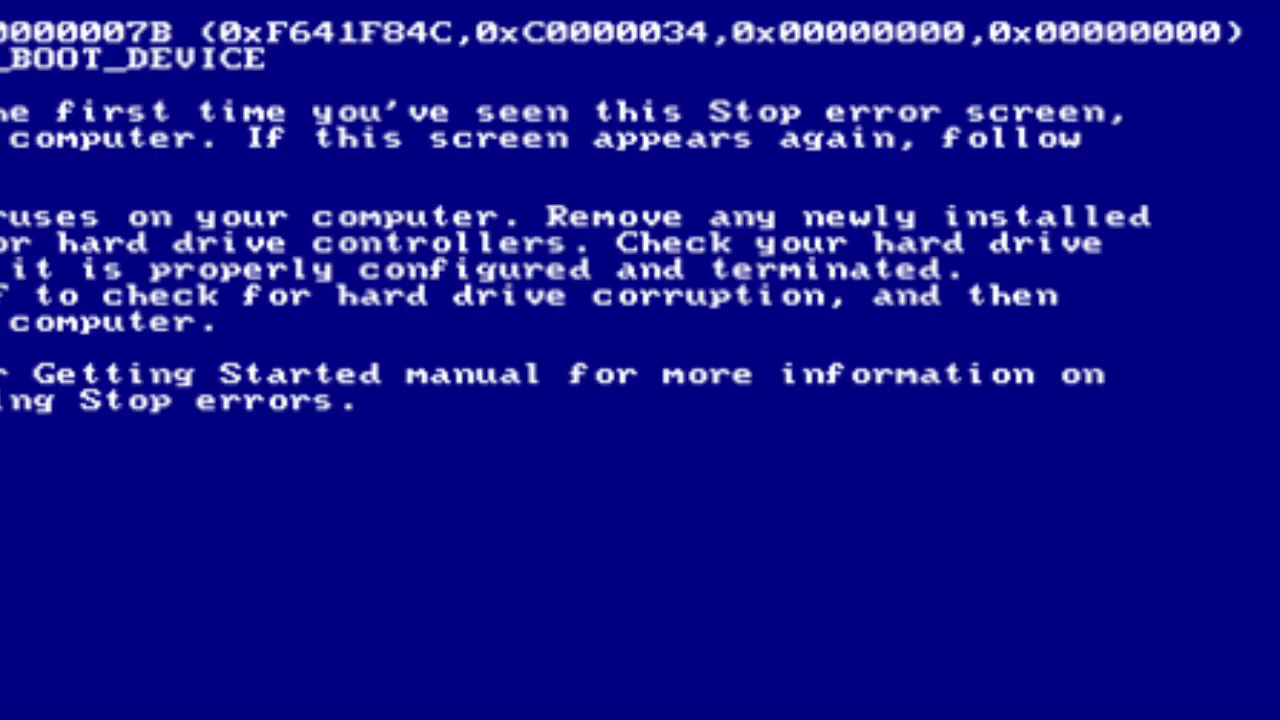 0000007B (0xF641F84C,0xC0000034,0x00000000,0x00000000)
_BOOT_DEVICE
first time you've seen this Stop error screen,
computer. If this screen appears again, follow
on your computer. Remove any newly installed
or hard drive controllers. Check your hard drive
it is properly configured and terminated.
to check for hard drive corruption, and then
computer.
Getting Started manual for more information on
Stop errors.